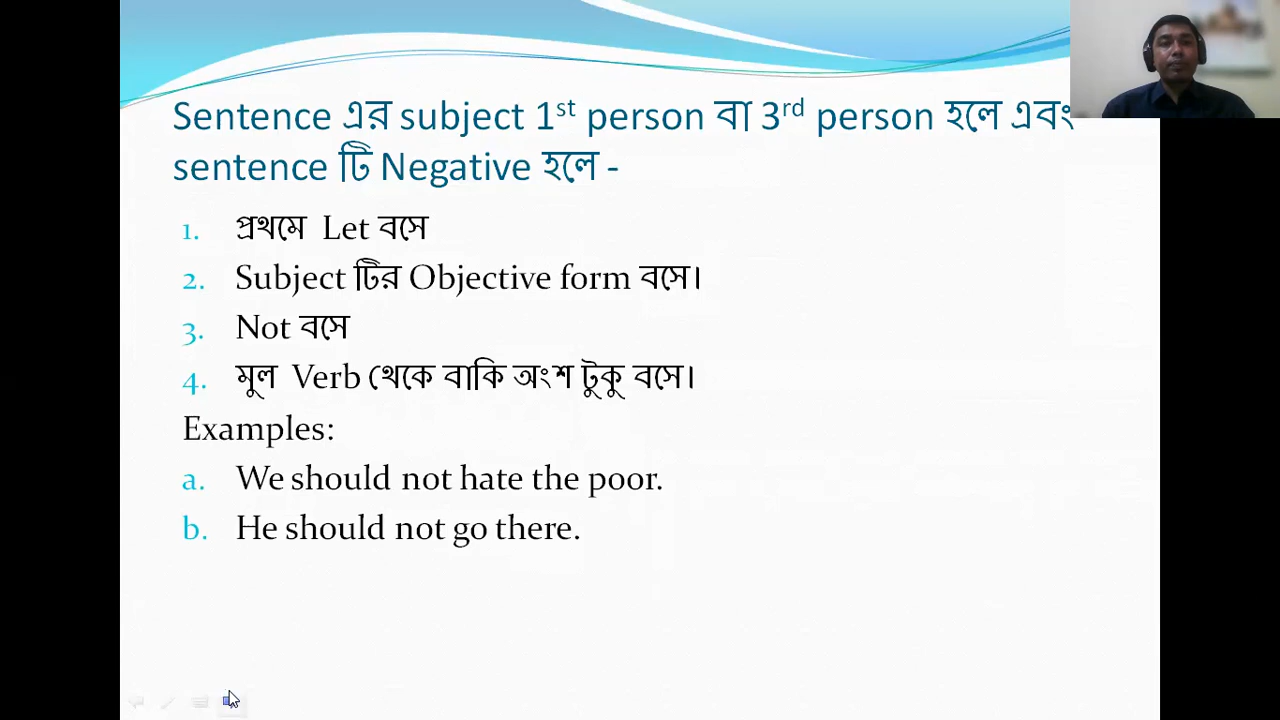 Sentence এর subject 1st person বা 3rd person হলে এবং
sentence টি Negative হলে -
1. প্রথমে Let বসে
2. Subject টির Objective form বসে।
3. Not বসে
4. মুল Verb থেকে বাকি অংশ টুকু বসে।
Examples:
a. We should not hate the poor.
b. He should not go there.